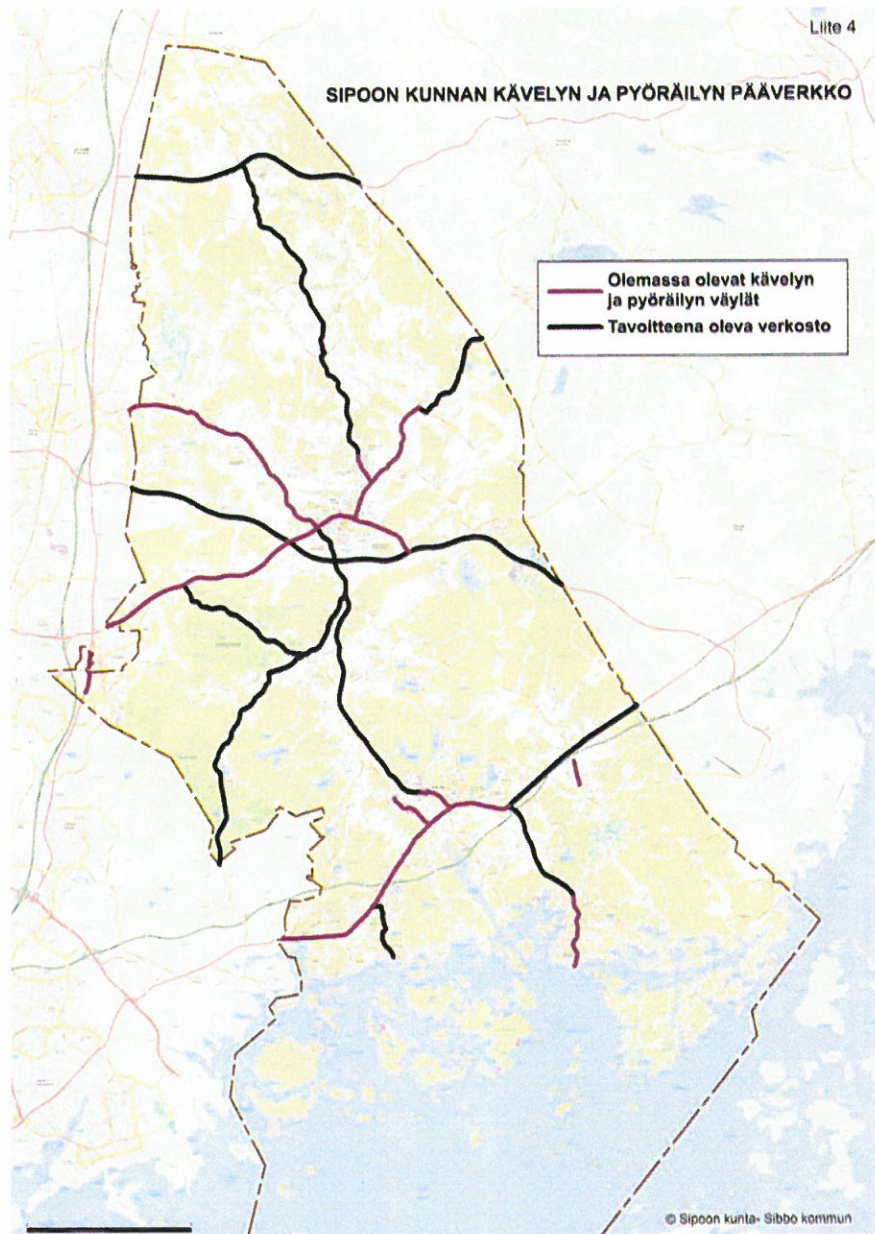 Liite 4
SIPOON KUNNAN KÄVELYN JA PYÖRÄILYN PÄÄVERKKO
Olemassa olevat kävelyn
ja pyöräilyn väylät
Tavoitteena oleva verkosto
© Sipoon kunta- Sibbo kommun